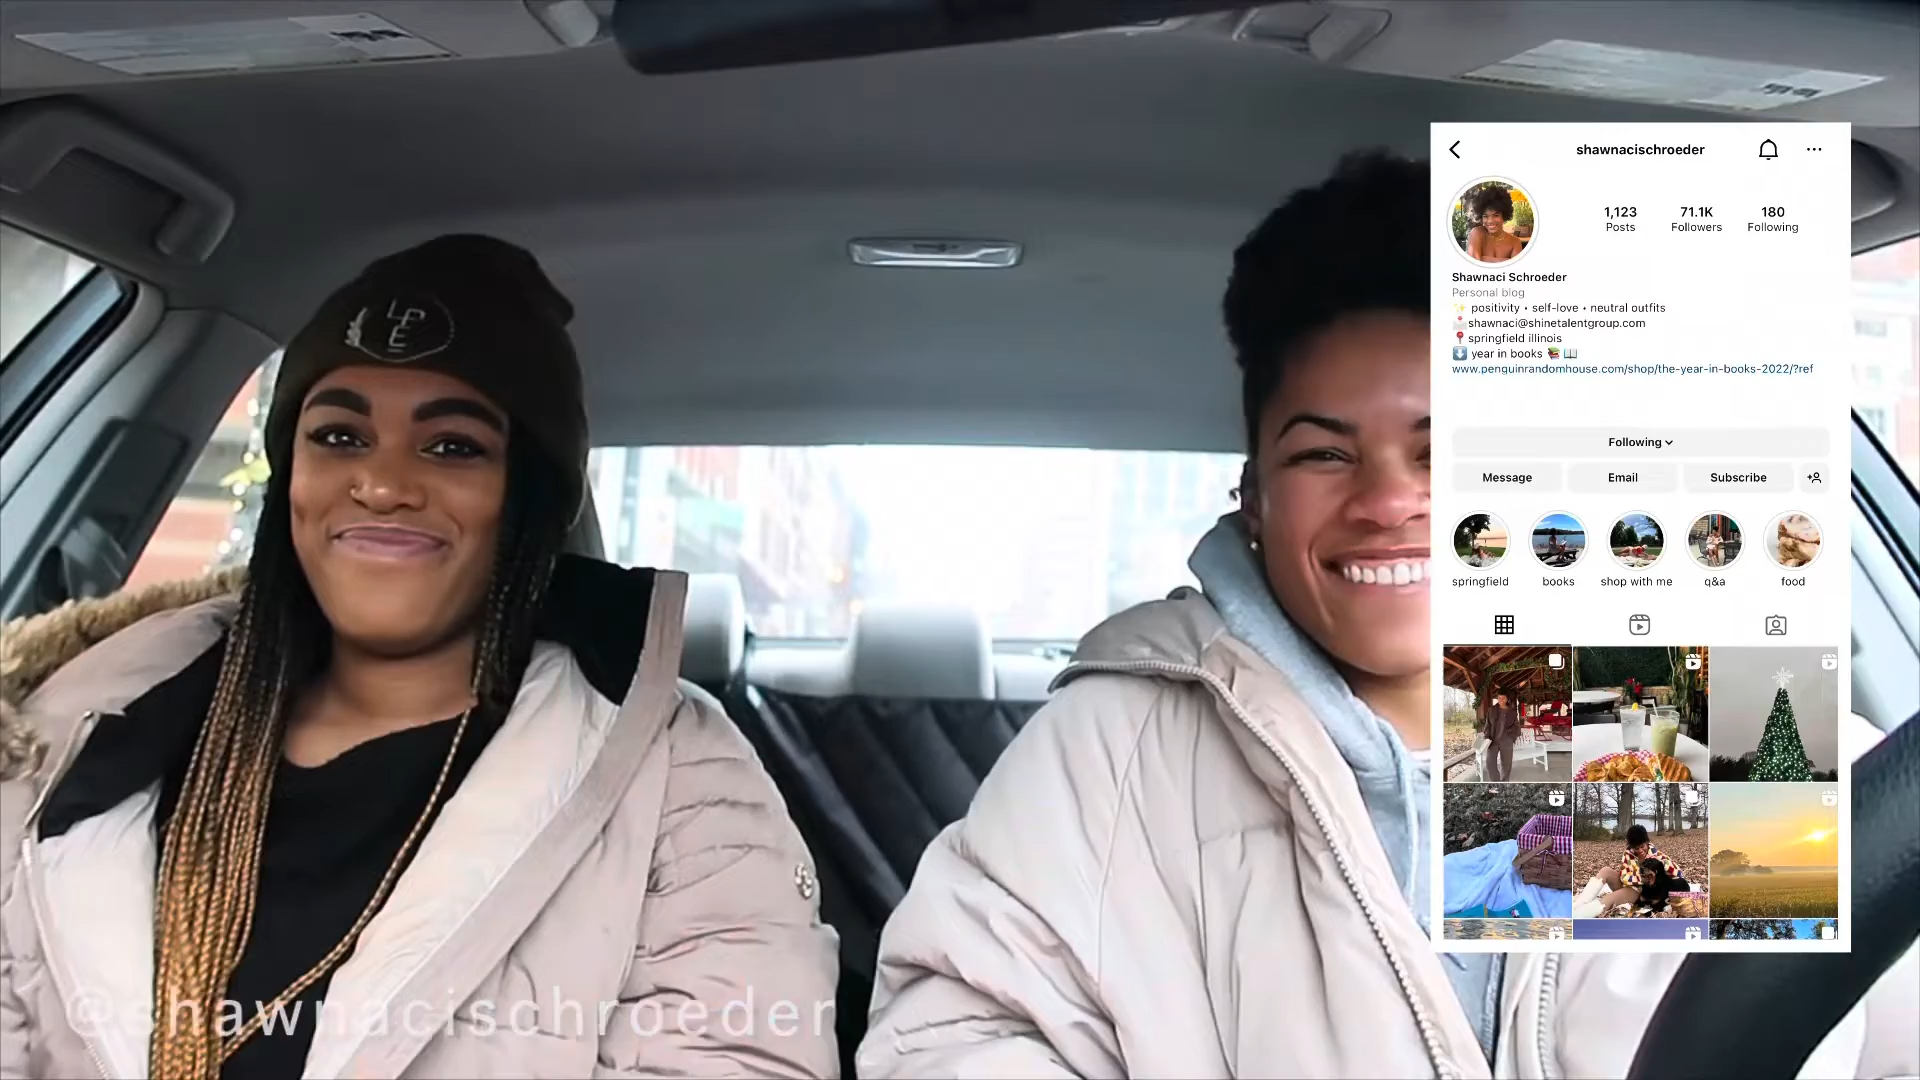 shawnacischroeder
1,123 71.1K 180
Posts Followers Following
Shawnaci Schroeder
Personal blog
✨ positivity • self-love • neutral outfits
📩shawnaci@shinetalentgroup.com
📍springfield illinois
⬇️ year in books 📚 📖
www.penguinrandomhouse.com/shop/the-year-in-books-2022/?ref
Following
Message Email Subscribe
springfield books shop with me q&a food
LPE
@shawnacischroeder